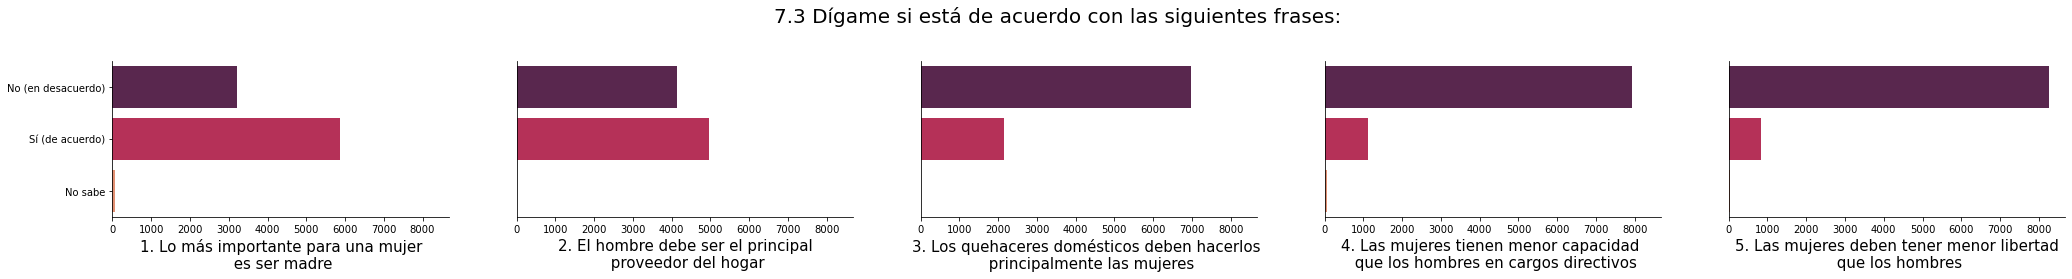 7.3 Dígame si está de acuerdo con las siguientes frases:
No (en desacuerdo)
Sí (de acuerdo)
No sabe
0 1000 2000 3000 4000 5000 6000 7000 8000
1. Lo más importante para una mujer
es ser madre
0 1000 2000 3000 4000 5000 6000 7000 8000
2. El hombre debe ser el principal
proveedor del hogar
0 1000 2000 3000 4000 5000 6000 7000 8000
3. Los quehaceres domésticos deben hacerlos
principalmente las mujeres
0 1000 2000 3000 4000 5000 6000 7000 8000
4. Las mujeres tienen menor capacidad
que los hombres en cargos directivos
0 1000 2000 3000 4000 5000 6000 7000 8000
5. Las mujeres deben tener menor libertad
que los hombres